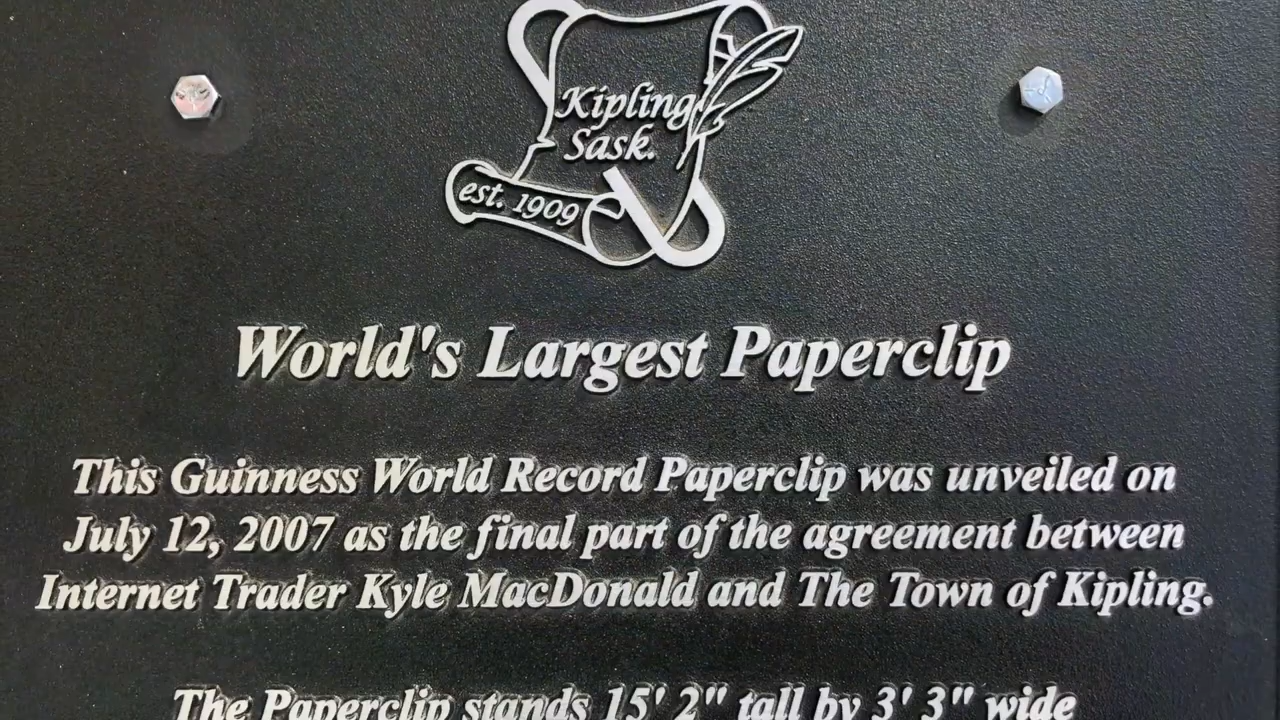 Kipling
Sask.
est. 1909
World's Largest Paperclip
This Guinness World Record Paperclip was unveiled on
July 12, 2007 as the final part of the agreement between
Internet Trader Kyle MacDonald and The Town of Kipling.
The Paperclip stands 15' 2" tall by 3' 3" wide